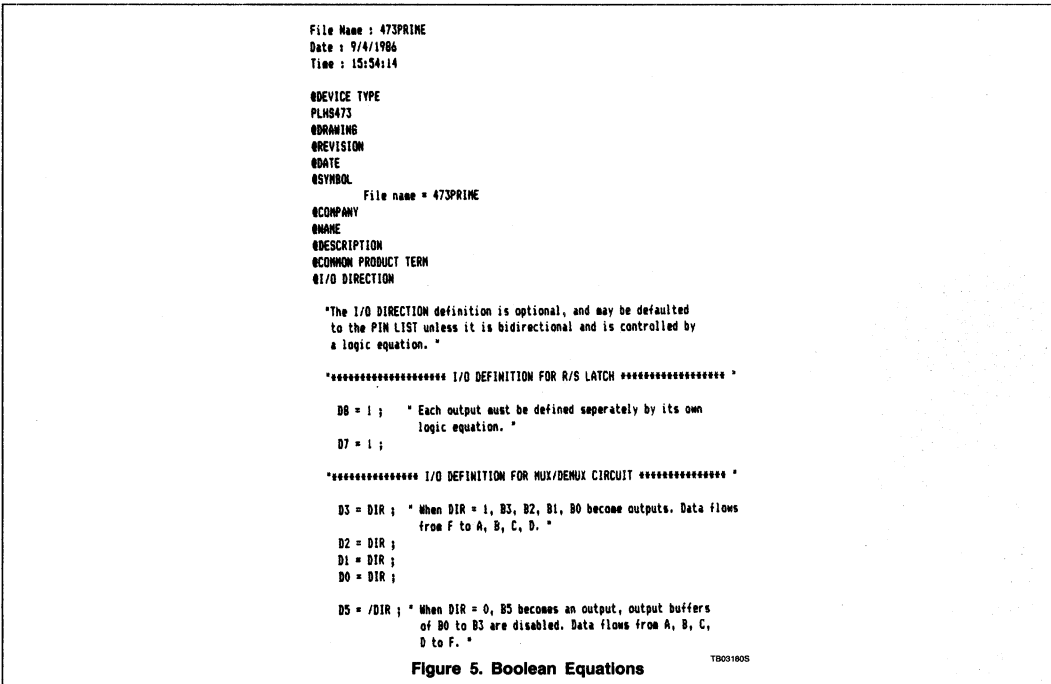 File Name : 473PRIME
Date : 9/4/1986
Time : 15:54:14
@DEVICE TYPE
PLHS473
@DRAWING
@REVISION
@DATE
@SYMBOL
File name = 473PRIME
@COMPANY
@NAME
@DESCRIPTION
@COMMON PRODUCT TERM
@I/O DIRECTION
"The I/O DIRECTION definition is optional, and may be defaulted
to the PIN LIST unless it is bidirectional and is controlled by
a logic equation. "
"******************** I/O DEFINITION FOR R/S LATCH ****************** "
D8 = 1 ; " Each output must be defined seperately by its own
logic equation. "
D7 = 1 ;
"*************** I/O DEFINITION FOR MUX/DEMUX CIRCUIT *************** "
D3 = DIR ; " When DIR = 1, B3, B2, B1, B0 become outputs. Data flows
from F to A, B, C, D. "
D2 = DIR ;
D1 = DIR ;
D0 = DIR ;
D5 = /DIR ; " When DIR = 0, B5 becomes an output, output buffers
of B0 to B3 are disabled. Data flows from A, B, C,
D to F. "
TB03160S
Figure 5. Boolean Equations